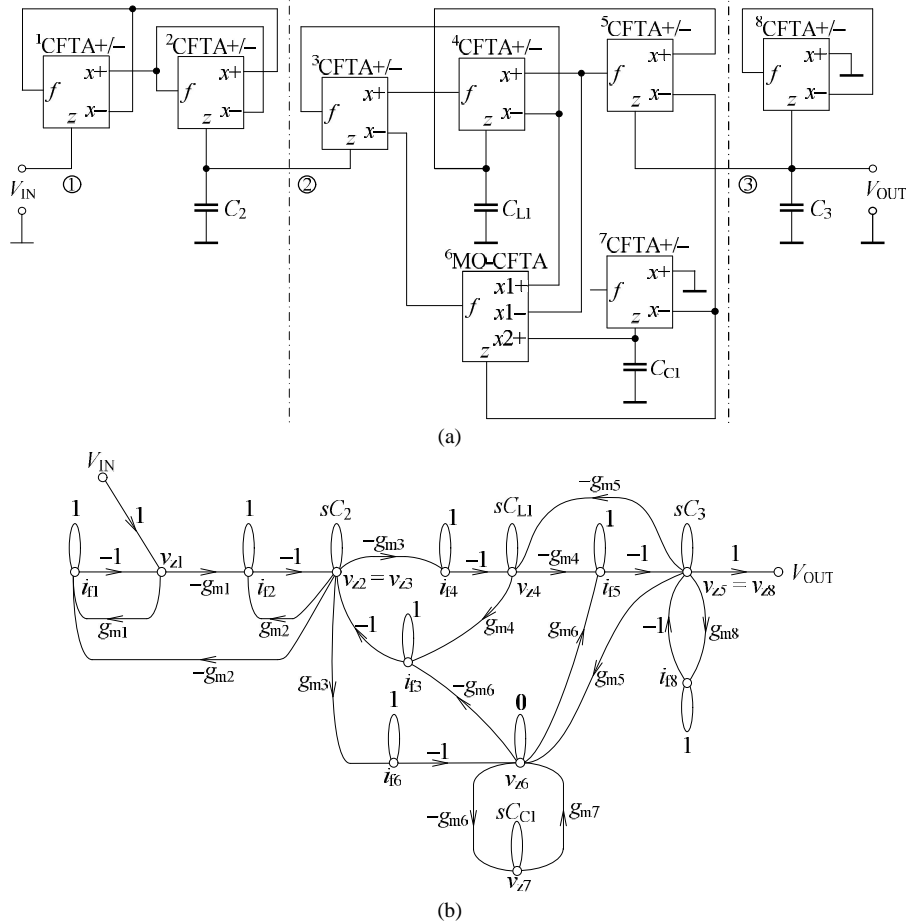 ¹CFTA+/−
f
x+
x−
z
²CFTA+/−
f
x+
x−
z
³CFTA+/−
f
x+
x−
z
⁴CFTA+/−
f
x+
x−
z
⁵CFTA+/−
f
x+
x−
z
⁸CFTA+/−
f
x+
x−
z
V_IN
①
C₂
②
C_L1
③
C₃
V_OUT
⁶MO-CFTA
f
x1+
x1−
x2+
z
⁷CFTA+/−
f
x+
x−
z
C_C1
(a)
V_IN
1
1
−1
i_f1
v_z1
g_m1
−g_m1
1
−1
i_f2
g_m2
−g_m2
sC₂
v_z2 = v_z3
−g_m3
1
−1
i_f4
sC_L1
v_z4
−g_m5
−g_m4
1
−1
i_f5
sC₃
1
V_OUT
v_z5 = v_z8
g_m4
1
−1
i_f3
g_m6
g_m5
−1
g_m8
i_f8
1
g_m3
−g_m6
1
−1
i_f6
0
v_z6
−g_m6
g_m7
sC_C1
v_z7
(b)